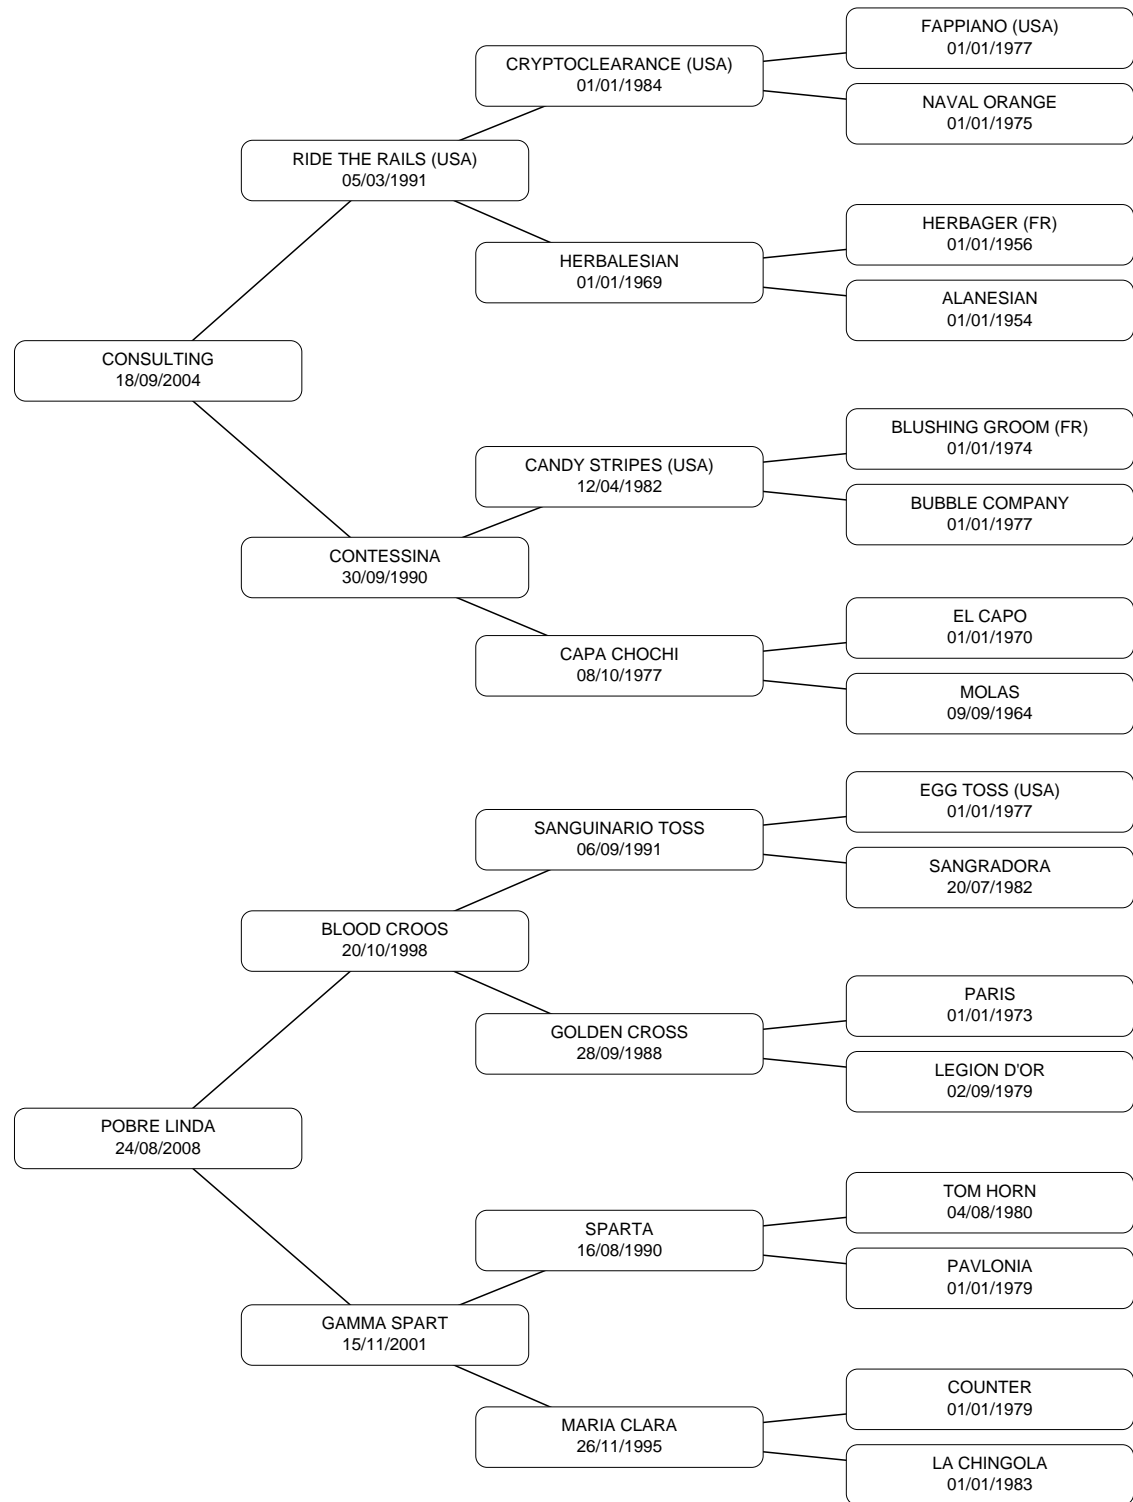 FAPPIANO (USA)
01/01/1977
CRYPTOCLEARANCE (USA)
01/01/1984
NAVAL ORANGE
01/01/1975
RIDE THE RAILS (USA)
05/03/1991
HERBAGER (FR)
01/01/1956
HERBALESIAN
01/01/1969
ALANESIAN
01/01/1954
CONSULTING
18/09/2004
BLUSHING GROOM (FR)
01/01/1974
CANDY STRIPES (USA)
12/04/1982
BUBBLE COMPANY
01/01/1977
CONTESSINA
30/09/1990
EL CAPO
01/01/1970
CAPA CHOCHI
08/10/1977
MOLAS
09/09/1964
EGG TOSS (USA)
01/01/1977
SANGUINARIO TOSS
06/09/1991
SANGRADORA
20/07/1982
BLOOD CROOS
20/10/1998
PARIS
01/01/1973
GOLDEN CROSS
28/09/1988
LEGION D'OR
02/09/1979
POBRE LINDA
24/08/2008
TOM HORN
04/08/1980
SPARTA
16/08/1990
PAVLONIA
01/01/1979
GAMMA SPART
15/11/2001
COUNTER
01/01/1979
MARIA CLARA
26/11/1995
LA CHINGOLA
01/01/1983